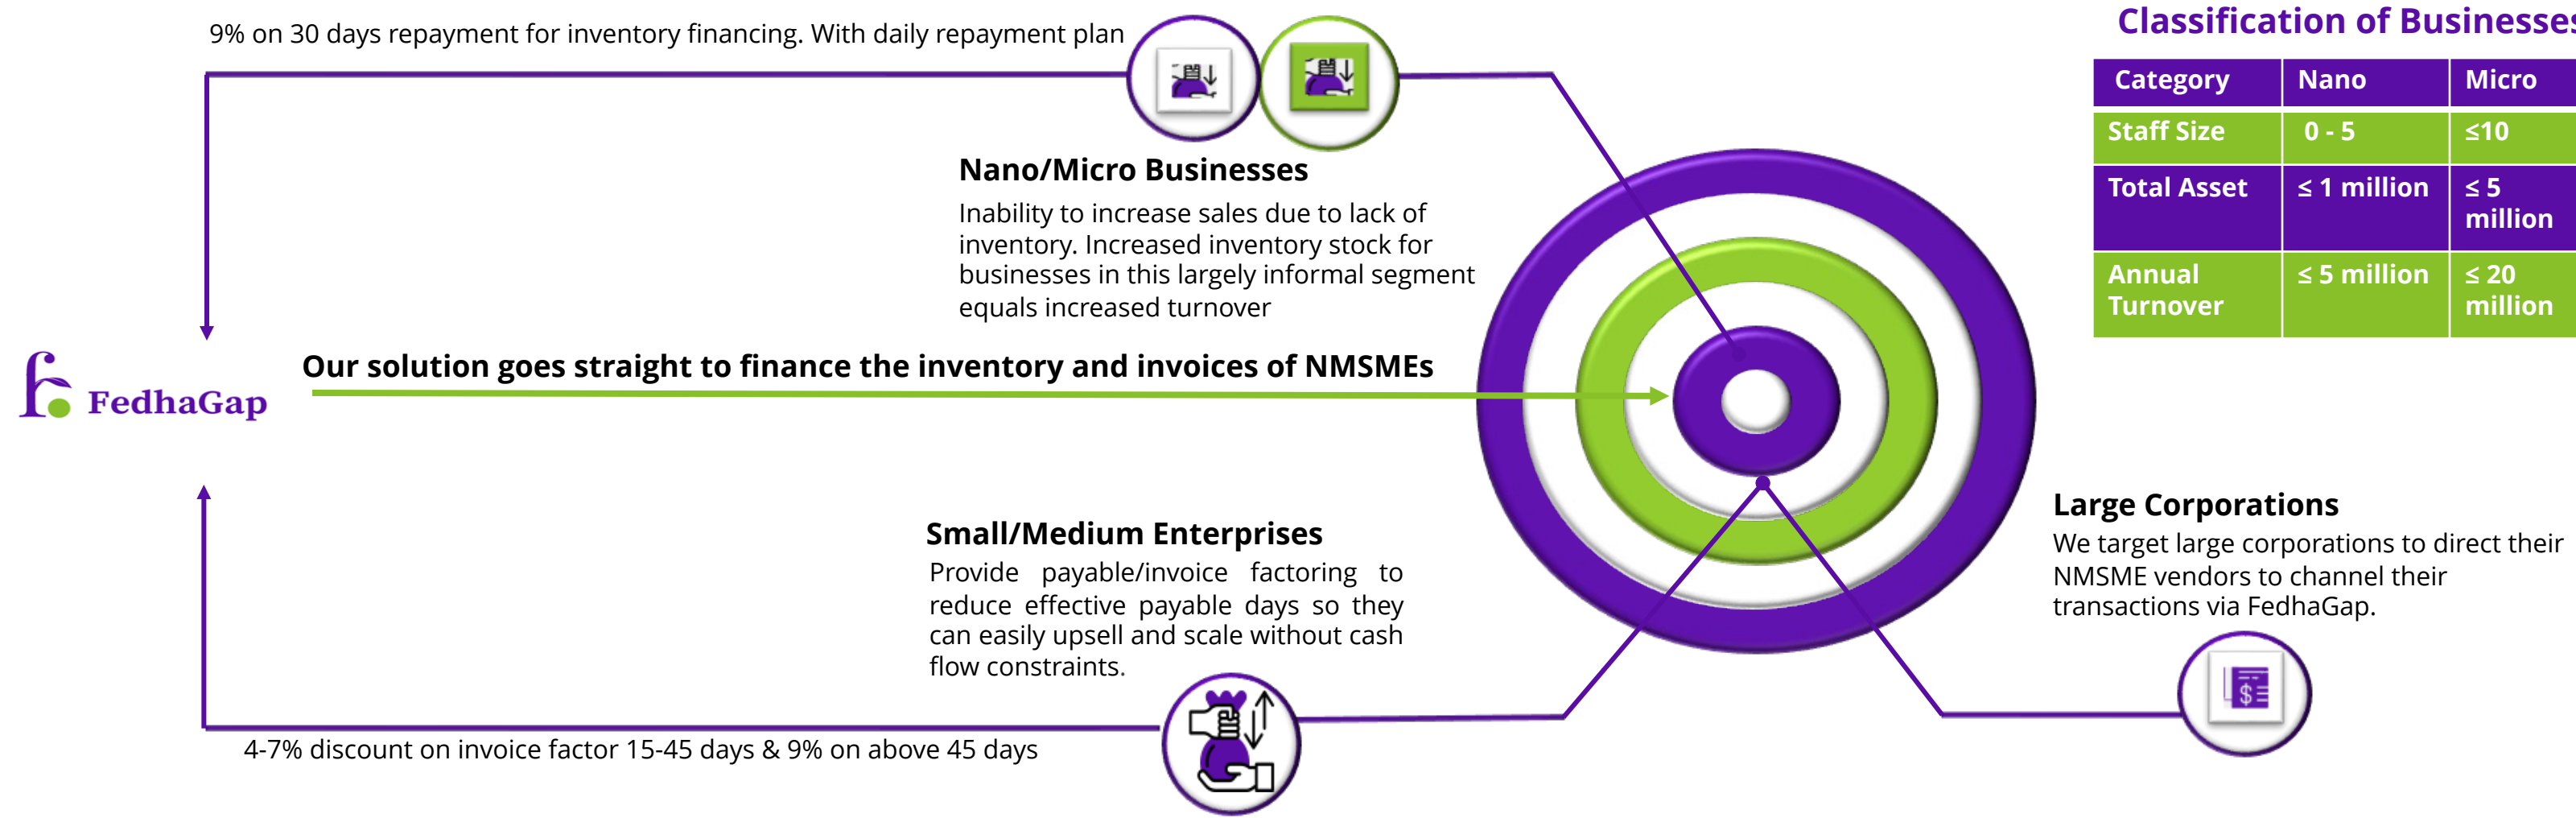 9% on 30 days repayment for inventory financing. With daily repayment plan
Nano/Micro Businesses
Inability to increase sales due to lack of
inventory. Increased inventory stock for
businesses in this largely informal segment
equals increased turnover
Our solution goes straight to finance the inventory and invoices of NMSMEs
FedhaGap
Small/Medium Enterprises
Provide payable/invoice factoring to
reduce effective payable days so they
can easily upsell and scale without cash
flow constraints.
4-7% discount on invoice factor 15-45 days & 9% on above 45 days
Classification of Businesses
Category Nano Micro
Staff Size 0 - 5 ≤10
Total Asset ≤ 1 million ≤ 5
million
Annual ≤ 5 million ≤ 20
Turnover million
Large Corporations
We target large corporations to direct their
NMSME vendors to channel their
transactions via FedhaGap.
$